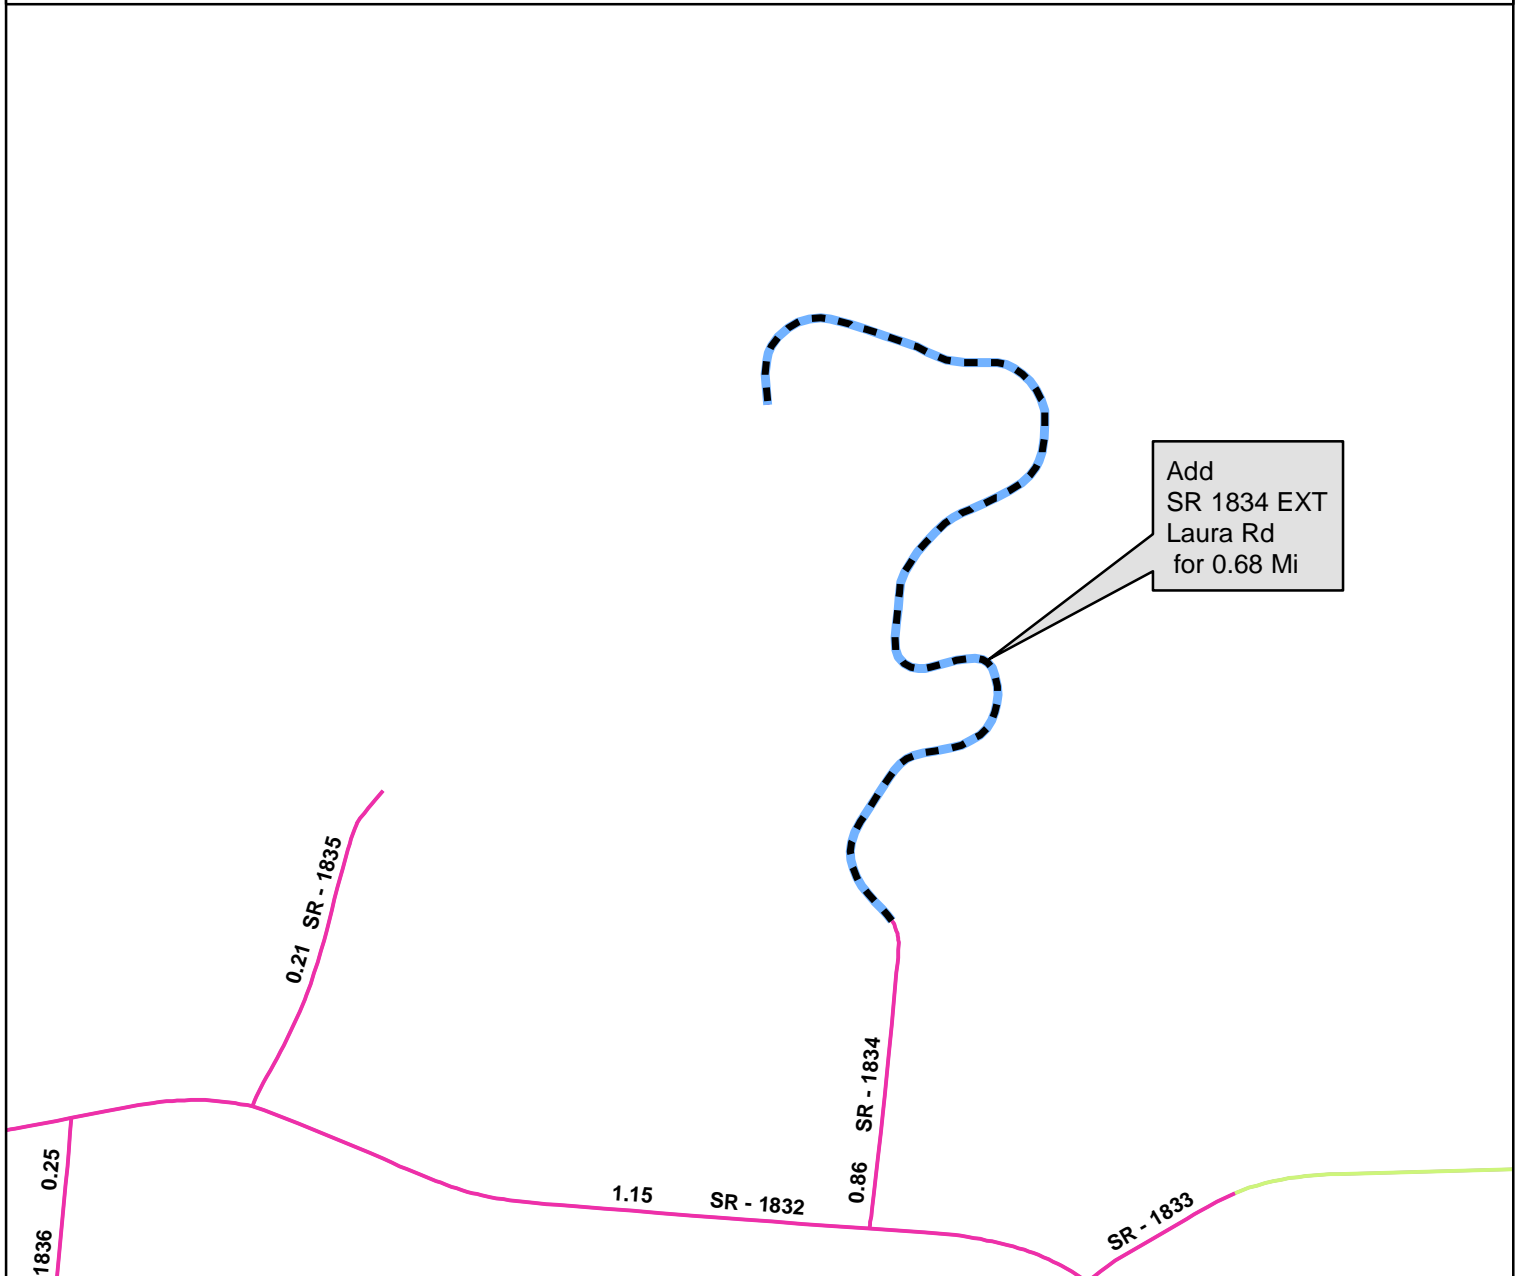 Add
SR 1834 EXT
Laura Rd
for 0.68 Mi
0.21 SR - 1835
0.86 SR - 1834
0.25
1836
1.15 SR - 1832
SR - 1833